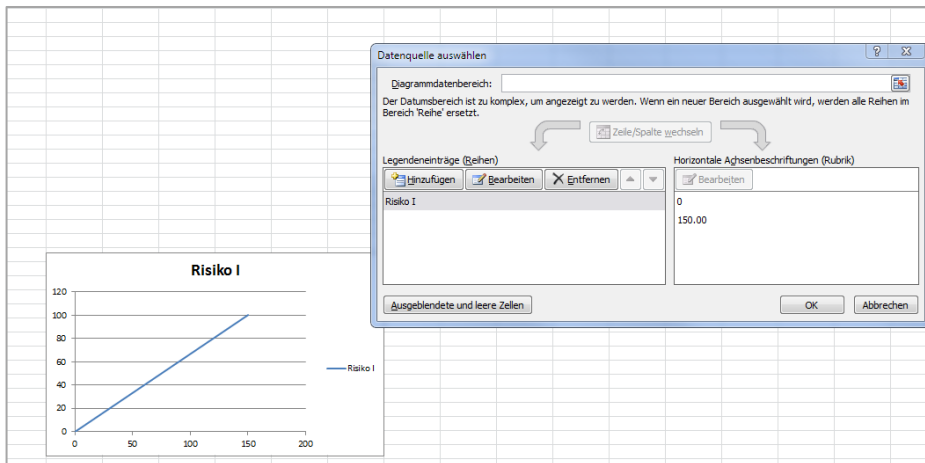 Datenquelle auswählen
Diagrammdatenbereich:
Der Datumsbereich ist zu komplex, um angezeigt zu werden. Wenn ein neuer Bereich ausgewählt wird, werden alle Reihen im
Bereich 'Reihe' ersetzt.
Zeile/Spalte wechseln
Legendeneinträge (Reihen)
Horizontale Achsenbeschriftungen (Rubrik)
Hinzufügen Bearbeiten Entfernen
Bearbeiten
Risiko I
0
150.00
Ausgeblendete und leere Zellen
OK Abbrechen
Risiko I
120
100
80
60
40
20
0
0 50 100 150 200
Risiko I